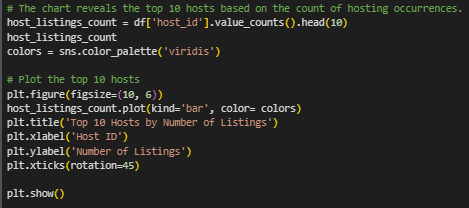 # The chart reveals the top 10 hosts based on the count of hosting occurrences.
host_listings_count = df['host_id'].value_counts().head(10)
host_listings_count
colors = sns.color_palette('viridis')

# Plot the top 10 hosts
plt.figure(figsize=(10, 6))
host_listings_count.plot(kind='bar', color= colors)
plt.title('Top 10 Hosts by Number of Listings')
plt.xlabel('Host ID')
plt.ylabel('Number of Listings')
plt.xticks(rotation=45)

plt.show()